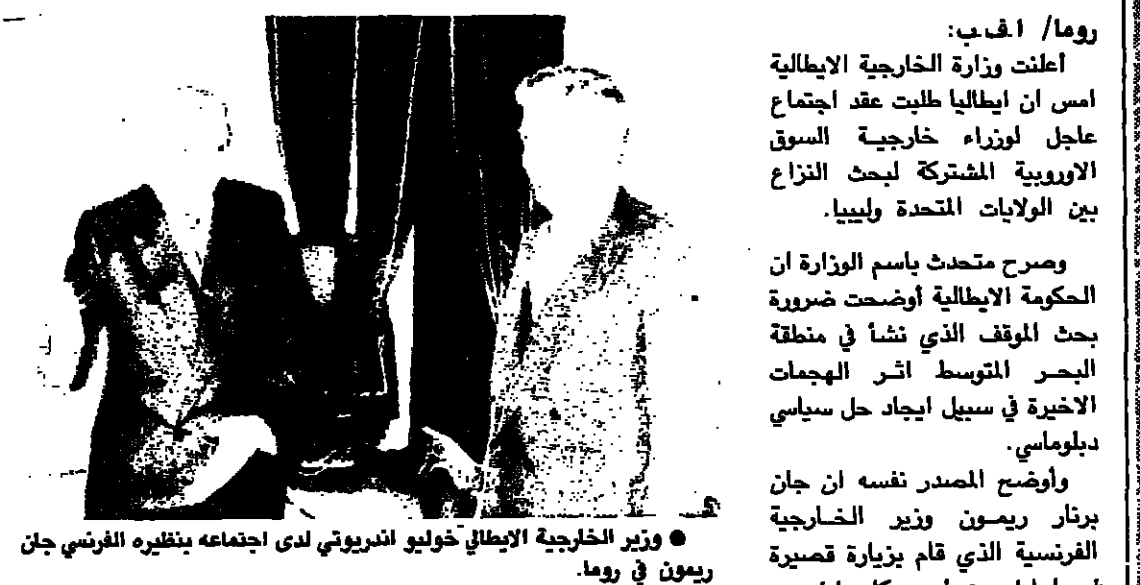 روما/ ا.ف.ب:
أعلنت وزارة الخارجية الايطالية
امس ان ايطاليا طلبت عقد اجتماع
عاجل لوزراء خارجية السوق
الاوروبية المشتركة لبحث النزاع
بين الولايات المتحدة وليبيا.
وصرح متحدث باسم الوزارة ان
الحكومة الايطالية أوضحت ضرورة
بحث الموقف الذي نشأ في منطقة
البحر المتوسط اثر الهجمات
الاخيرة في سبيل ايجاد حل سياسي
دبلوماسي.
وأوضح المصدر نفسه ان جان
برنار ريمون وزير الخارجية
الفرنسية الذي قام بزيارة قصيرة
● وزير الخارجية الايطالي خوليو اندريوتي لدى اجتماعه بنظيره الفرنسي جان
ريمون في روما.